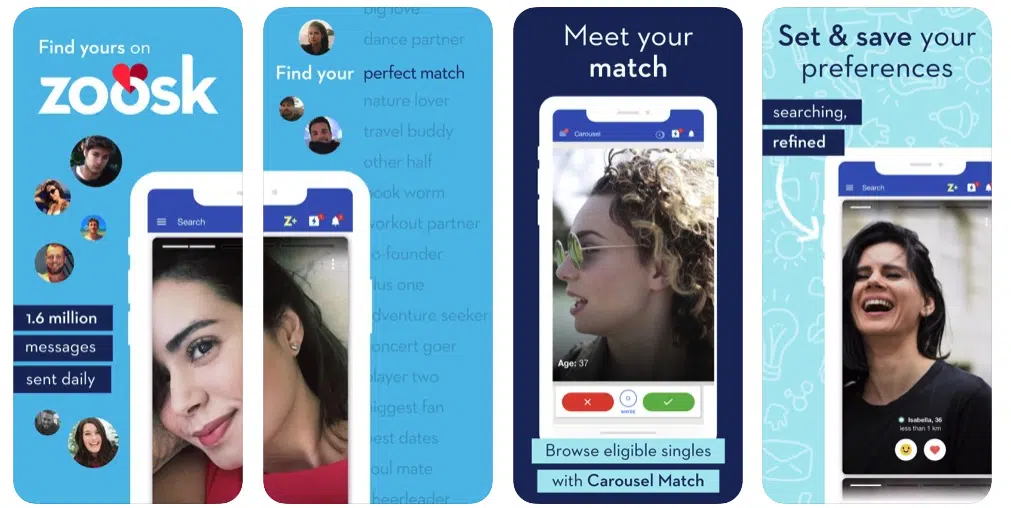 Find yours on
zoosk
1.6 million
messages
sent daily
Search
Z+
big love
dance partner
Find your perfect match
nature lover
travel buddy
other half
book worm
workout partner
co-founder
plus one
adventure seeker
concert goer
player two
biggest fan
best dates
soul mate
cheerleader
Meet your
match
Carousel
Age: 37
MAYBE
Browse eligible singles
with Carousel Match
Set & save your
preferences
searching,
refined
Search
Z+
Isabella, 36
less than 1 km